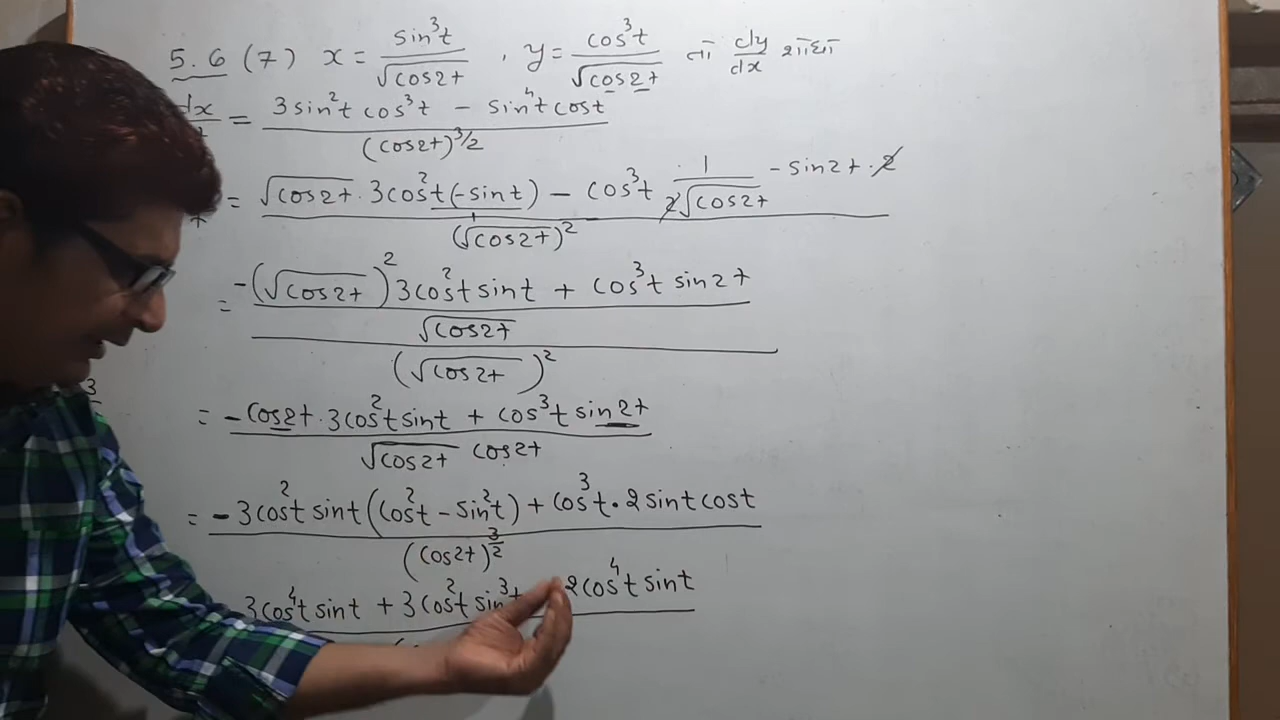 5.6 (7) x = sin³t / √cos2t , y = cos³t / √cos2t તો dy/dx શોધો
dx = 3sin²t cos³t - sin⁴t cost / (cos2t)^3/2
= √cos2t · 3cos²t(-sint) - cos³t 1/2√cos2t - sin2t · 2 / (√cos2t)²
= -(√cos2t)² 3cos²t sint + cos³t sin2t / √cos2t / (√cos2t)²
3
= -cos2t · 3cos²t sint + cos³t sin2t / √cos2t cos2t
= -3cos²t sint (cos²t - sin²t) + cos³t · 2sint cost / (cos2t)^3/2
3cos⁴t sint + 3cos²t sin³t 2cos⁴t sint